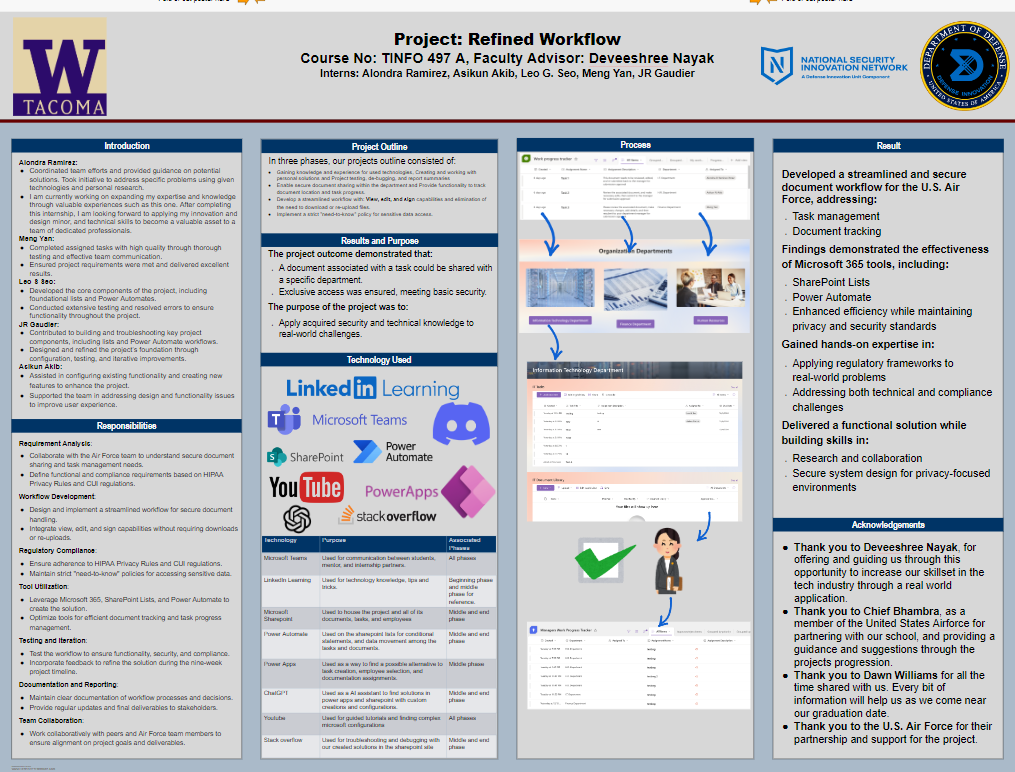 Project: Refined Workflow
Course No: TINFO 497 A, Faculty Advisor: Deveeshree Nayak
Interns: Alondra Ramirez, Asikun Akib, Leo G. Seo, Meng Yan, JR Gaudier
W
TACOMA
NATIONAL SECURITY
INNOVATION NETWORK
A Defense Innovation Unit Component
DEPARTMENT OF DEFENSE
DEFENSE INNOVATION
UNITED STATES OF AMERICA
Introduction
Alondra Ramirez:
Coordinated team efforts and provided guidance on potential
solutions. Took initiative to address specific problems using given
technologies and personal research.
I am currently working on expanding my expertise and knowledge
through valuable experiences such as this one. After completing
this internship, I am looking forward to applying my innovation and
design minor, and technical skills to become a valuable asset to a
team of dedicated professionals.
Meng Yan:
Completed assigned tasks with high quality through thorough
testing and effective team communication.
Ensured project requirements were met and delivered excellent
results.
Leo S Seo:
Developed the core components of the project, including
foundational lists and Power Automates.
Conducted extensive testing and resolved errors to ensure
functionality throughout the project.
JR Gaudier:
Contributed to building and troubleshooting key project
components, including lists and Power Automate workflows.
Designed and refined the project's foundation through
configuration, testing, and iterative improvements.
Asikun Akib:
Assisted in configuring existing functionality and creating new
features to enhance the project.
Supported the team in addressing design and functionality issues
to improve user experience.
Responsibilities
Requirement Analysis:
Collaborate with the Air Force team to understand secure document
sharing and task management needs.
Define functional and compliance requirements based on HIPAA
Privacy Rules and CUI regulations.
Workflow Development:
Design and implement a streamlined workflow for secure document
handling.
Integrate view, edit, and sign capabilities without requiring downloads
or re-uploads.
Regulatory Compliance:
Ensure adherence to HIPAA Privacy Rules and CUI regulations.
Maintain strict "need-to-know" policies for accessing sensitive data.
Tool Utilization:
Leverage Microsoft 365, SharePoint Lists, and Power Automate to
create the solution.
Optimize tools for efficient document tracking and task progress
management.
Testing and Iteration:
Test the workflow to ensure functionality, security, and compliance.
Incorporate feedback to refine the solution during the nine-week
project timeline.
Documentation and Reporting:
Maintain clear documentation of workflow processes and decisions.
Provide regular updates and final deliverables to stakeholders.
Team Collaboration:
Work collaboratively with peers and Air Force team members to
ensure alignment on project goals and deliverables.
Project Outline
In three phases, our projects outline consisted of:
Gaining knowledge and experience for used technologies, Creating and working with
personal solutions and Project testing, de-bugging, and report summaries
Enable secure document sharing within the department and Provide functionality to track
document location and task progress.
Develop a streamlined workflow with View, edit, and sign capabilities and elimination of
the need to download or re-upload files.
Implement a strict "need-to-know" policy for sensitive data access.
Results and Purpose
The project outcome demonstrated that:
A document associated with a task could be shared with
a specific department.
Exclusive access was ensured, meeting basic security.
The purpose of the project was to:
Apply acquired security and technical knowledge to
real-world challenges.
Technology Used
Linked in Learning
Microsoft Teams
SharePoint
Power
Automate
YouTube
PowerApps
stackoverflow
Technology Purpose Associated
Phases
Microsoft Teams Used for communication between students,
mentor, and internship partners. All phases
LinkedIn Learning Used for technology knowledge, tips and
tricks. Beginning phase
and middle
phase for
reference.
Microsoft
Sharepoint Used to house the project and all of its
documents, tasks, and employees Middle and end
phase
Power Automate Used on the sharepoint lists for conditional
statements, and data movement among the
tasks and documents. Middle and end
phase
Power Apps Used as a way to find a possible alternative to
task creation, employee selection, and
documentation assignments. Middle phase
ChatGPT Used as a AI assistant to find solutions in
power apps and sharepoint with custom
creations and configurations. Middle and end
phase
Youtube Used for guided tutorials and finding complex
microsoft configurations All phases
Stack overflow Used for troubleshooting and debugging with
our created solutions in the sharepoint site Middle and end
phase
Process
Work progress tracker
Organization Departments
Information Technology Department
Finance Department
Human Resources
Information Technology Department
Tasks
Document Library
Managers Work Progress Tracker
Result
Developed a streamlined and secure
document workflow for the U.S. Air
Force, addressing:
Task management
Document tracking
Findings demonstrated the effectiveness
of Microsoft 365 tools, including:
SharePoint Lists
Power Automate
Enhanced efficiency while maintaining
privacy and security standards
Gained hands-on expertise in:
Applying regulatory frameworks to
real-world problems
Addressing both technical and compliance
challenges
Delivered a functional solution while
building skills in:
Research and collaboration
Secure system design for privacy-focused
environments
Acknowledgements
Thank you to Deveeshree Nayak, for
offering and guiding us through this
opportunity to increase our skillset in the
tech industry through a real world
application.
Thank you to Chief Bhambra, as a
member of the United States Airforce for
partnering with our school, and providing a
guidance and suggestions through the
projects progression.
Thank you to Dawn Williams for all the
time shared with us. Every bit of
information will help us as we come near
our graduation date.
Thank you to the U.S. Air Force for their
partnership and support for the project.